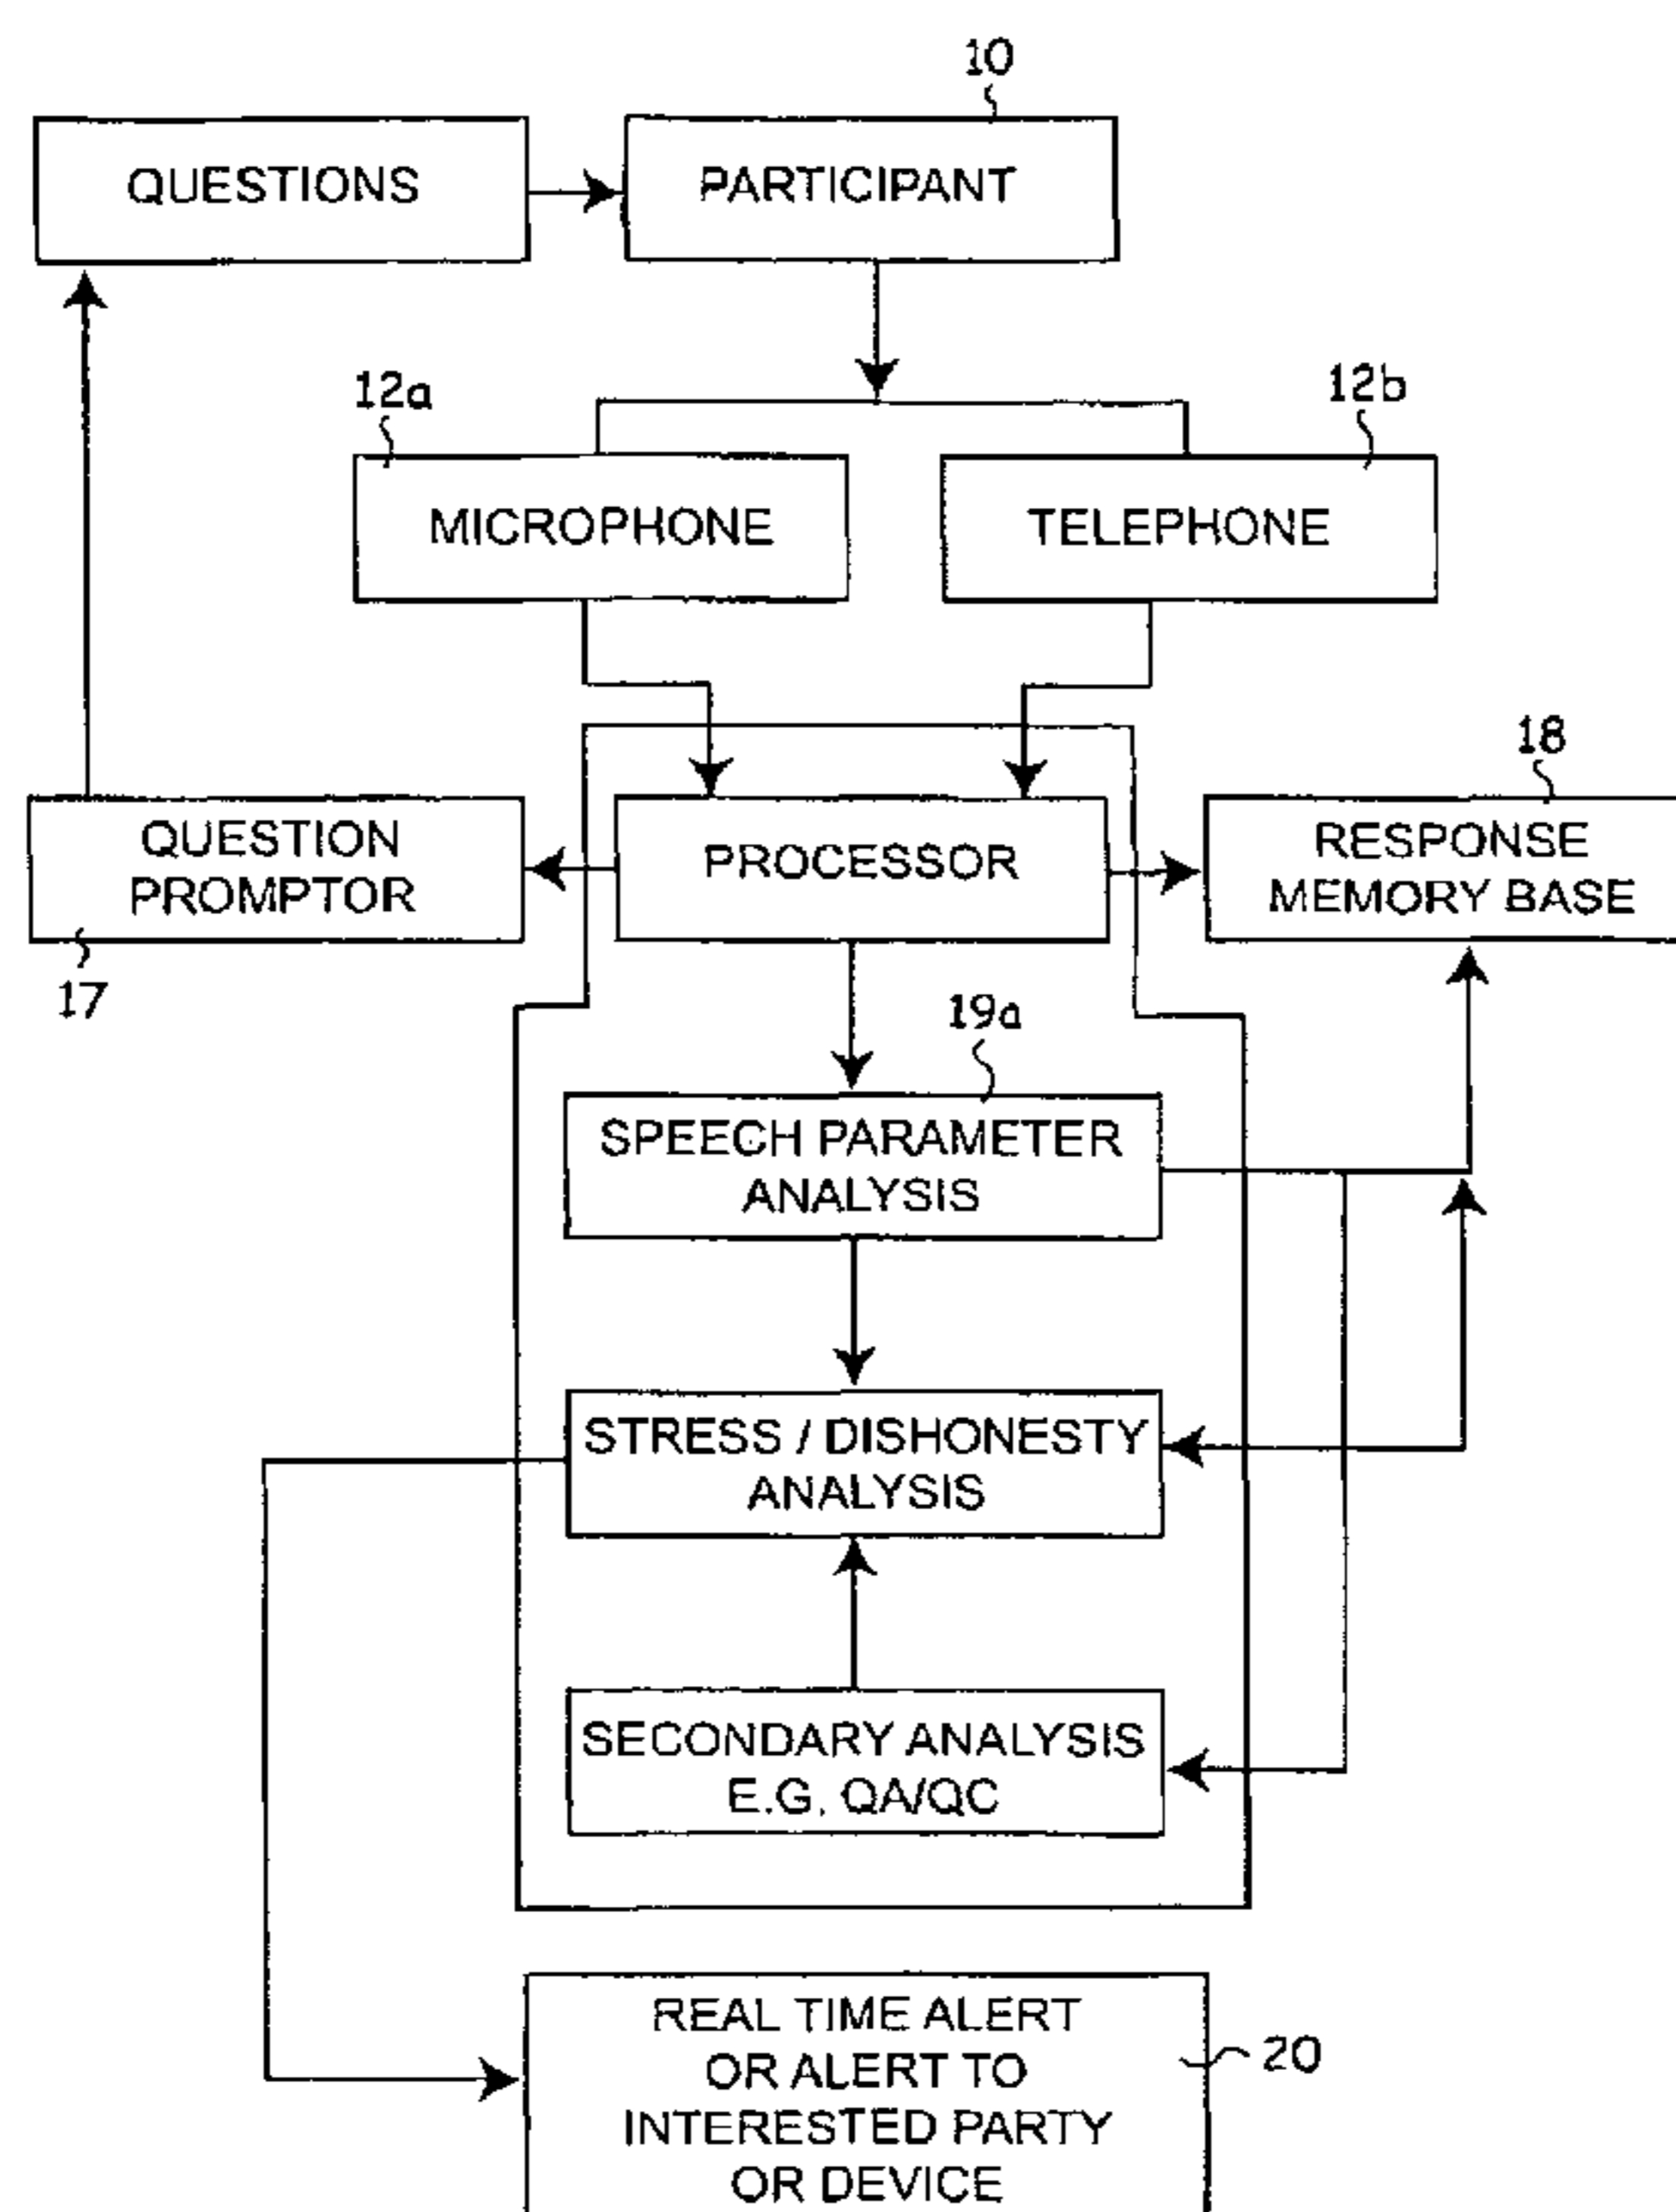 10
QUESTIONS
PARTICIPANT
12a
12b
MICROPHONE
TELEPHONE
18
QUESTION
PROMPTOR
PROCESSOR
RESPONSE
MEMORY BASE
17
19a
SPEECH PARAMETER
ANALYSIS
STRESS / DISHONESTY
ANALYSIS
SECONDARY ANALYSIS
E.G. QA/QC
REAL TIME ALERT
OR ALERT TO
INTERESTED PARTY
OR DEVICE
20